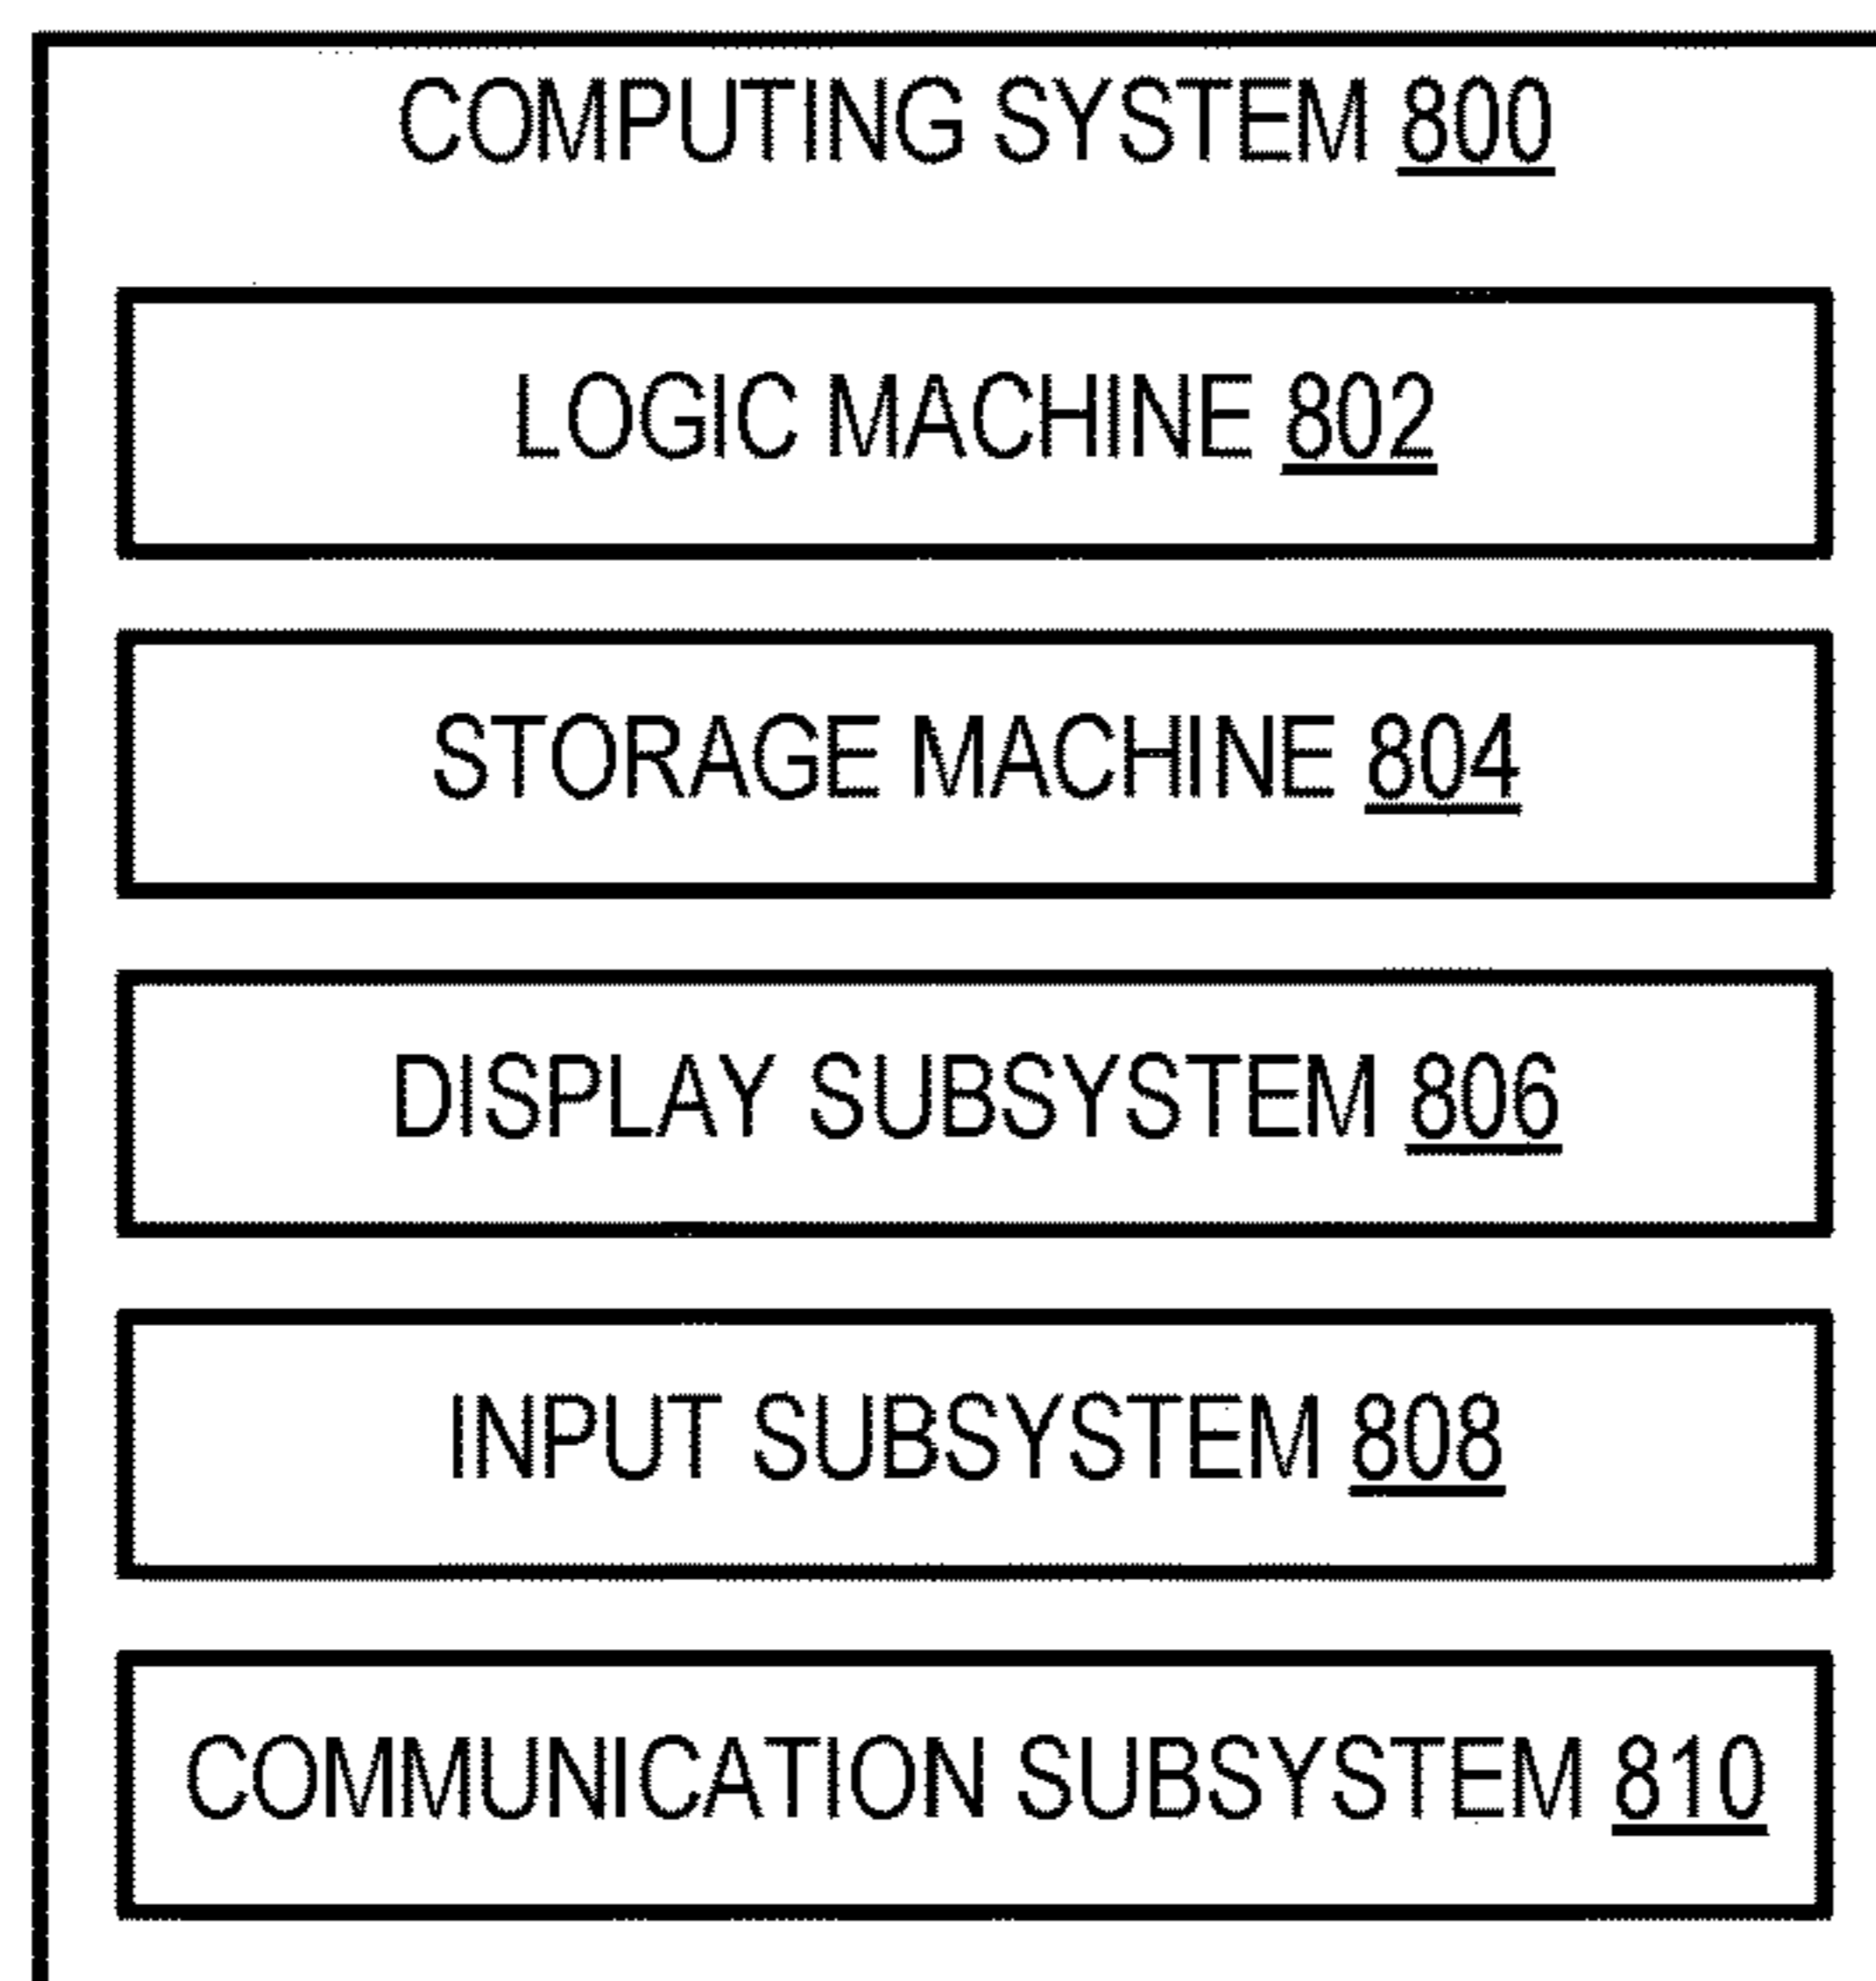 COMPUTING SYSTEM 800
LOGIC MACHINE 802
STORAGE MACHINE 804
DISPLAY SUBSYSTEM 806
INPUT SUBSYSTEM 808
COMMUNICATION SUBSYSTEM 810